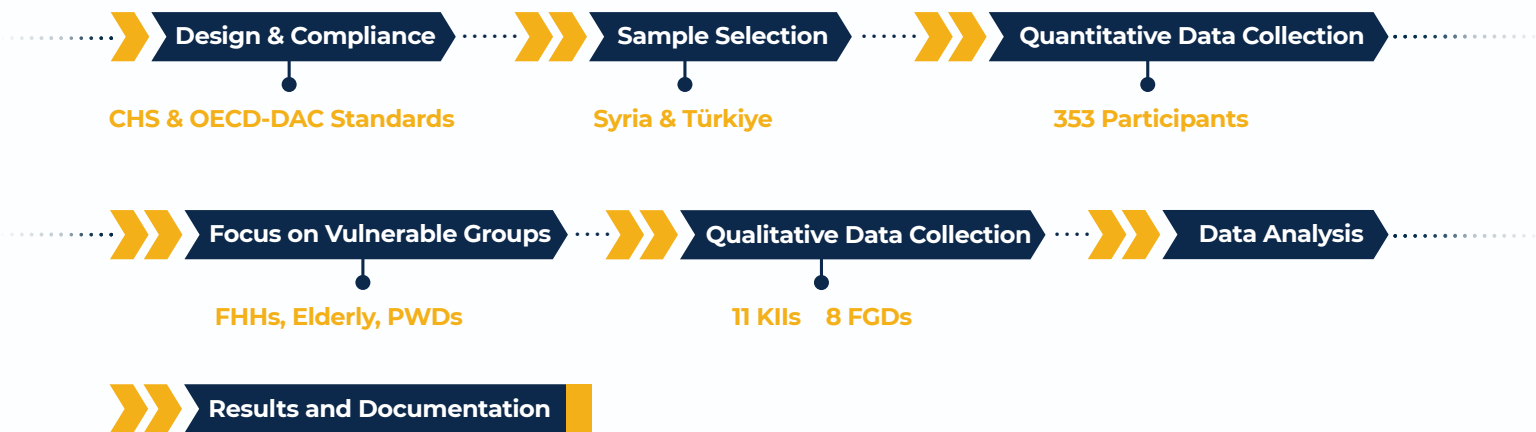 Design & Compliance
Sample Selection
Quantitative Data Collection
CHS & OECD-DAC Standards
Syria & Türkiye
353 Participants
Focus on Vulnerable Groups
Qualitative Data Collection
Data Analysis
FHHs, Elderly, PWDs
11 KIIs 8 FGDs
Results and Documentation